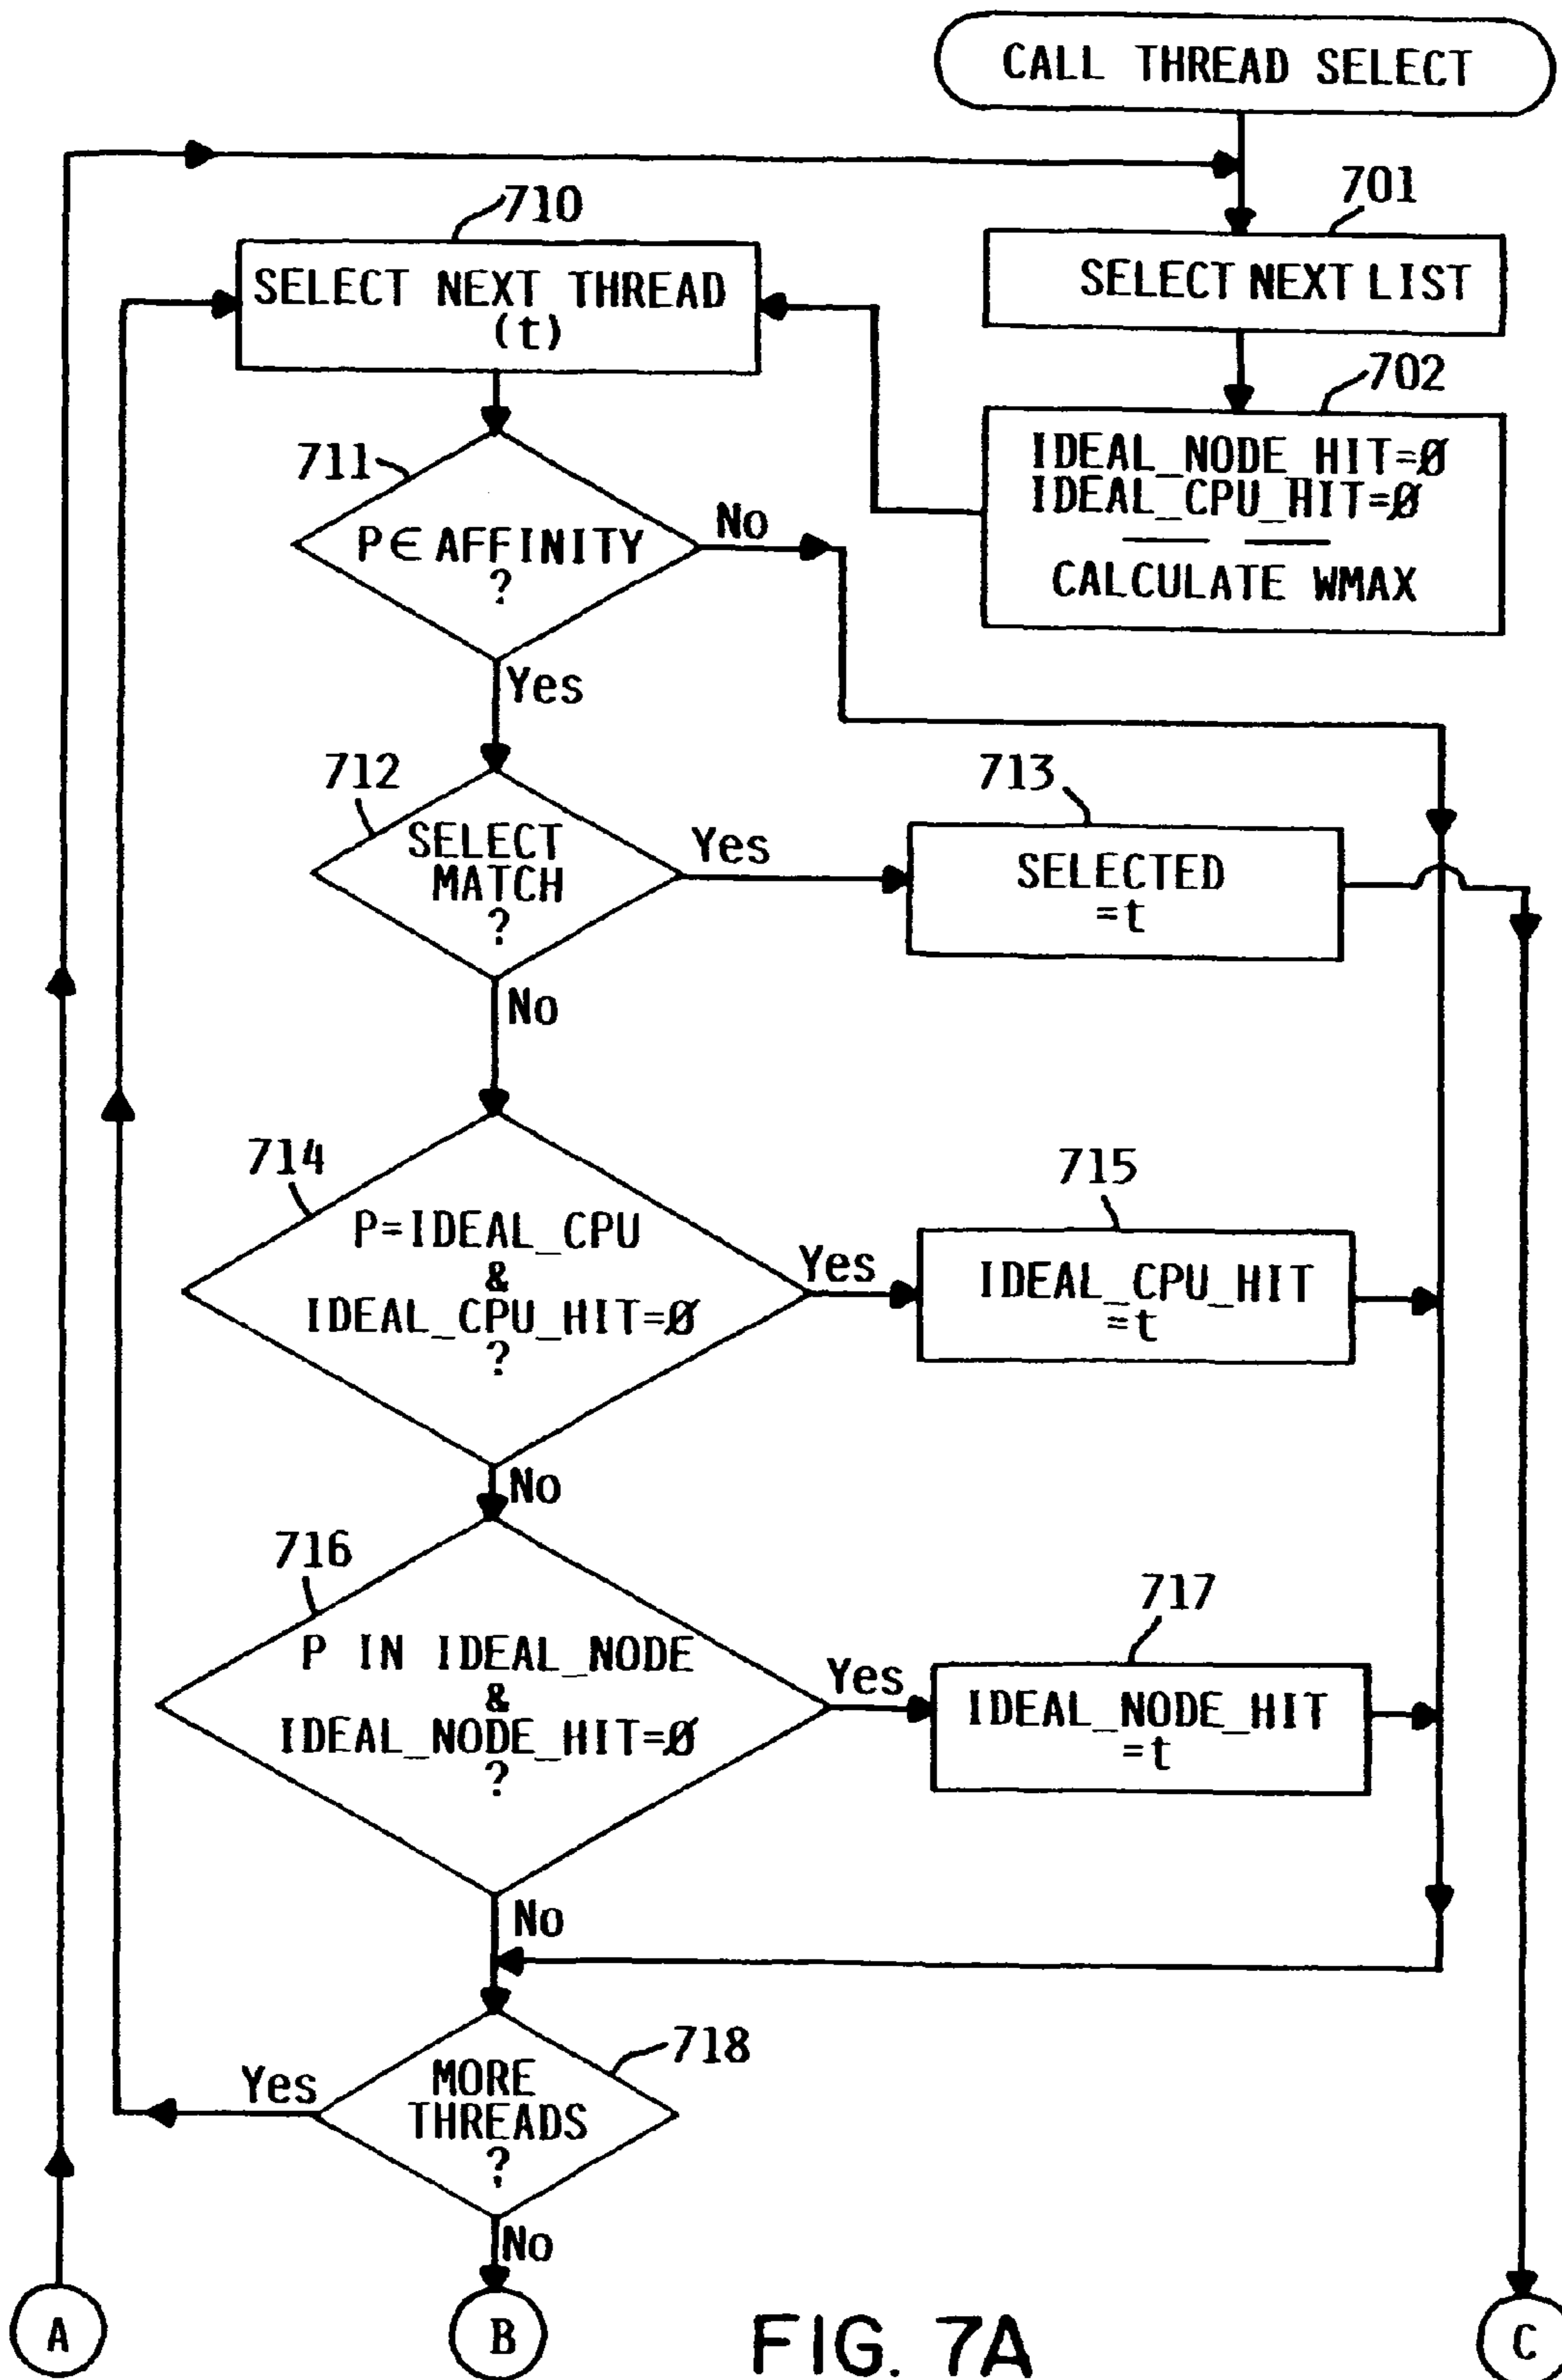 CALL THREAD SELECT
701
SELECT NEXT LIST
702
IDEAL_NODE_HIT=Ø
IDEAL_CPU_HIT=Ø
CALCULATE WMAX
710
SELECT NEXT THREAD
(t)
711
P∈AFFINITY
?
No
Yes
712
SELECT
MATCH
?
Yes
No
713
SELECTED
=t
714
P=IDEAL_CPU
&
IDEAL_CPU_HIT=Ø
?
Yes
No
715
IDEAL_CPU_HIT
=t
716
P IN IDEAL_NODE
&
IDEAL_NODE_HIT=Ø
?
Yes
No
717
IDEAL_NODE_HIT
=t
718
MORE
THREADS
?
Yes
No
A
B
C
FIG. 7A